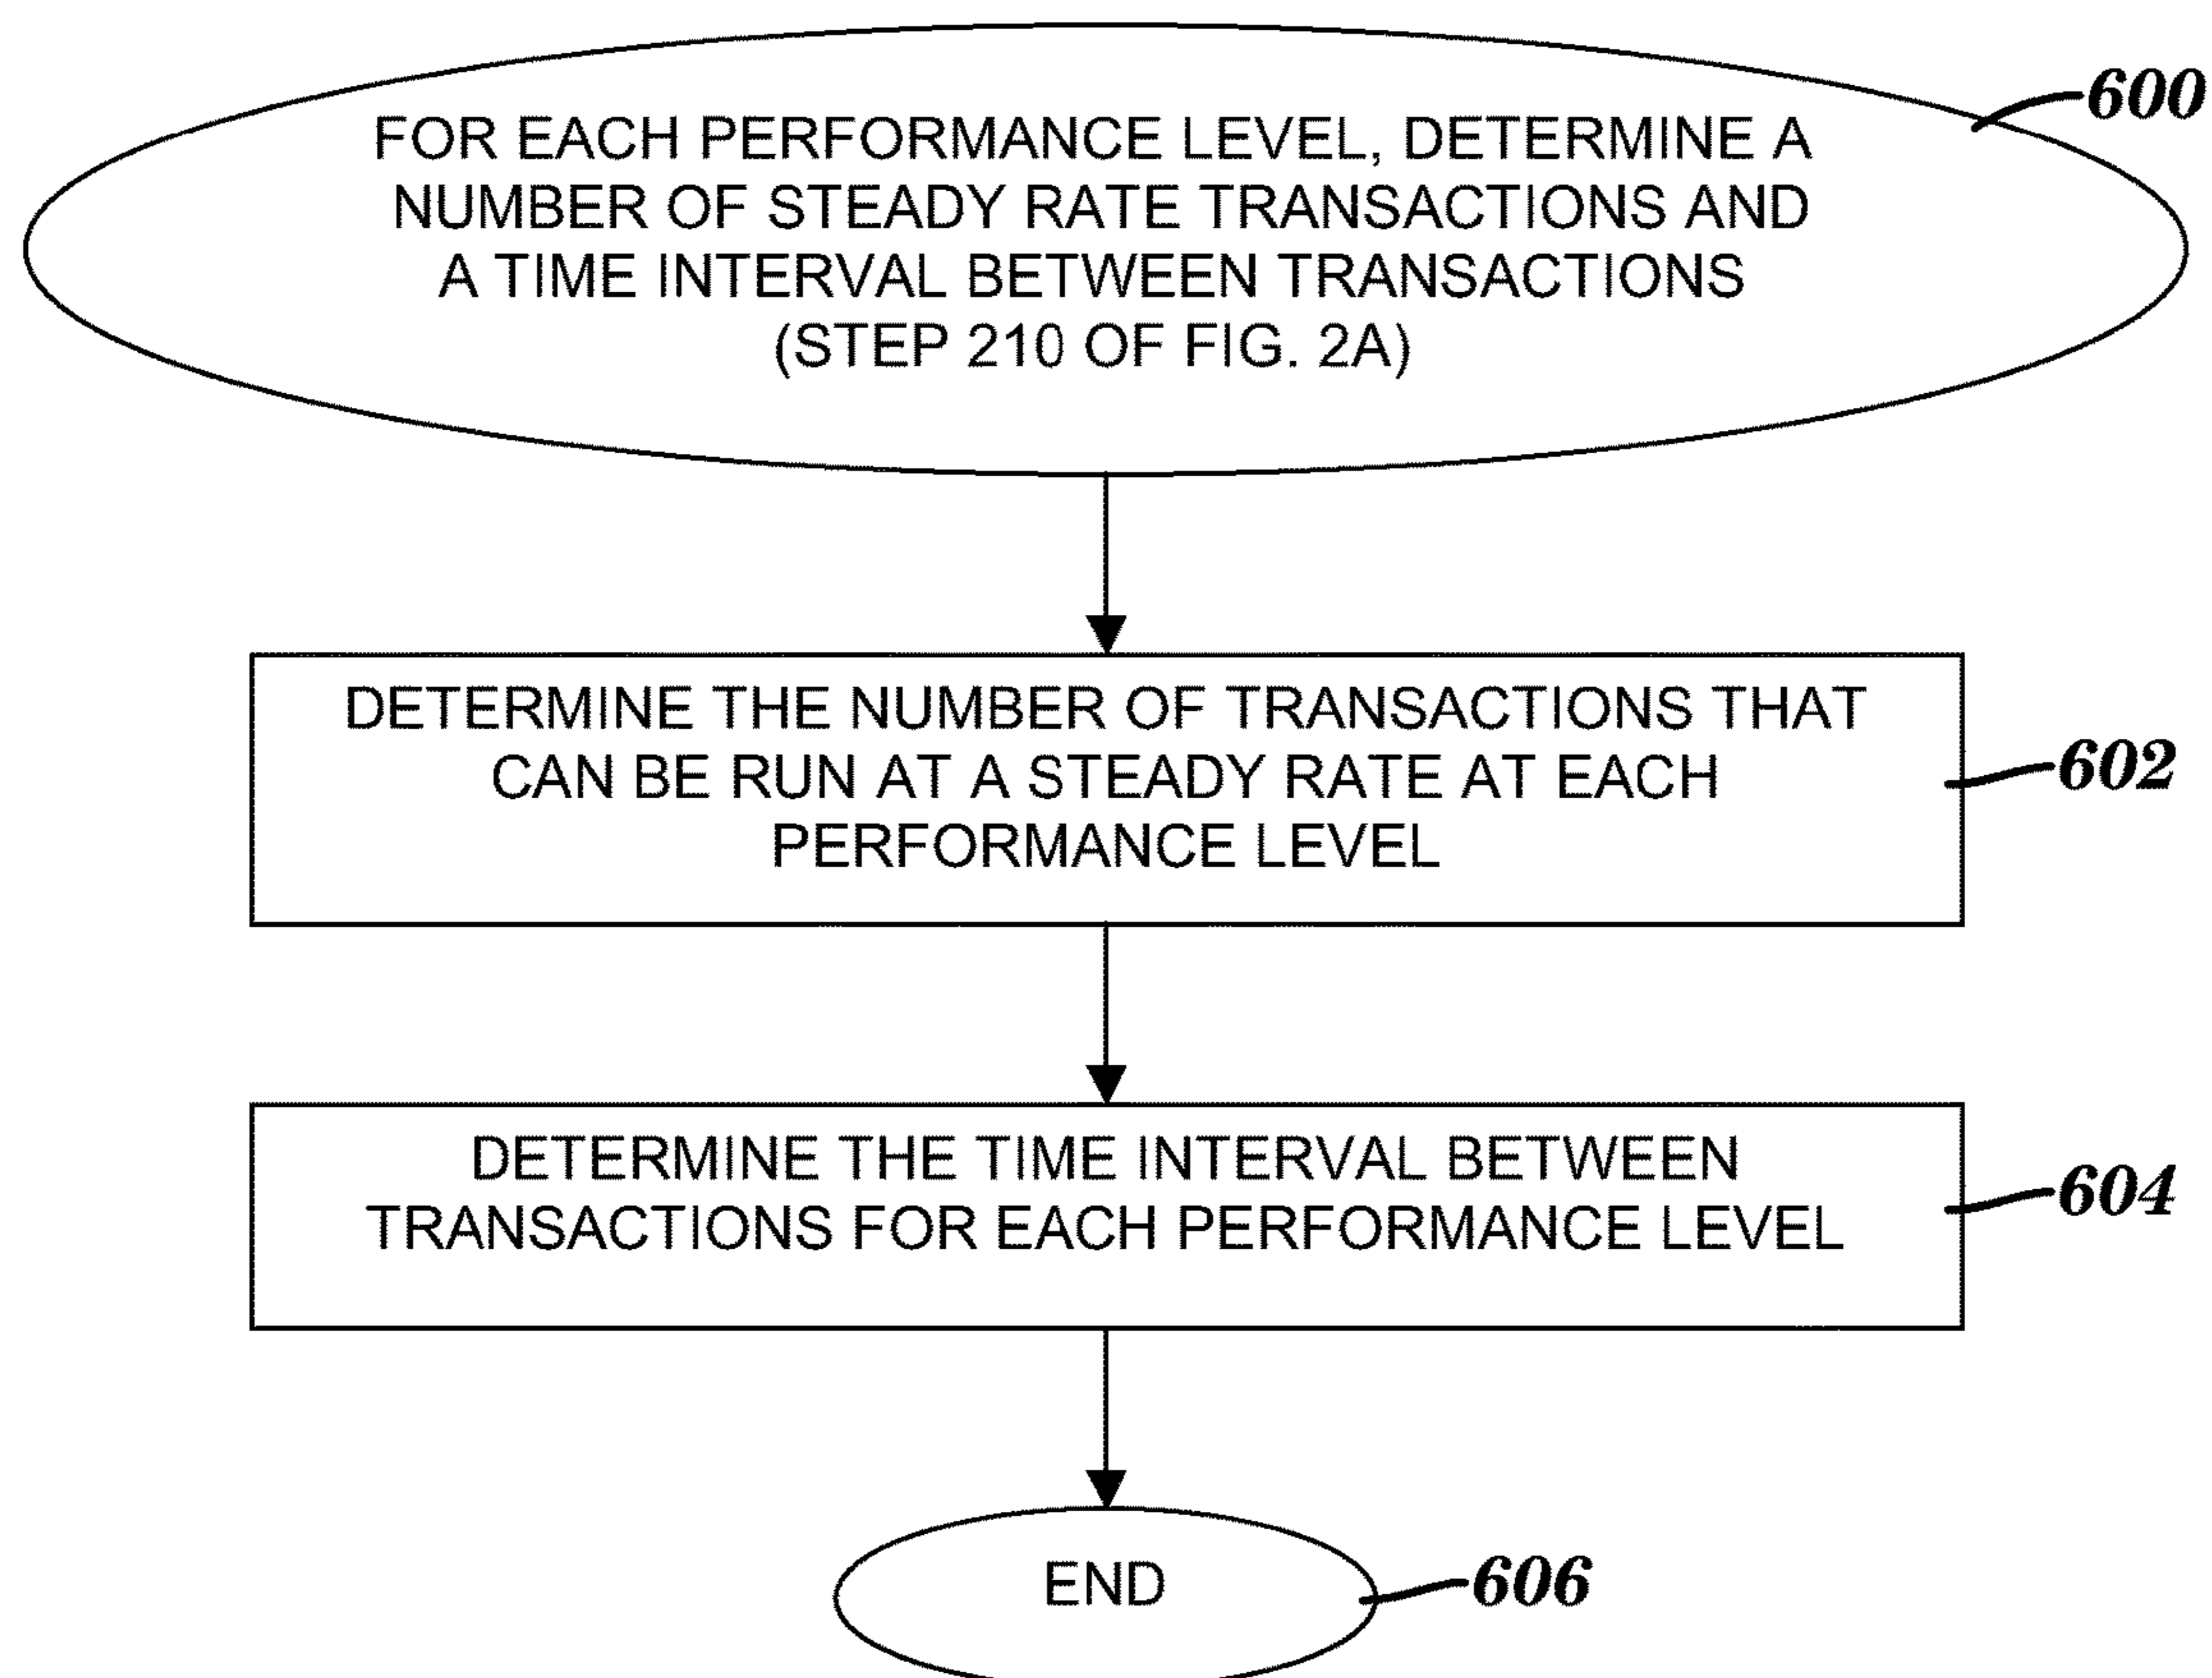 FOR EACH PERFORMANCE LEVEL, DETERMINE A
NUMBER OF STEADY RATE TRANSACTIONS AND
A TIME INTERVAL BETWEEN TRANSACTIONS
(STEP 210 OF FIG. 2A)
600
DETERMINE THE NUMBER OF TRANSACTIONS THAT
CAN BE RUN AT A STEADY RATE AT EACH
PERFORMANCE LEVEL
602
DETERMINE THE TIME INTERVAL BETWEEN
TRANSACTIONS FOR EACH PERFORMANCE LEVEL
604
END
606